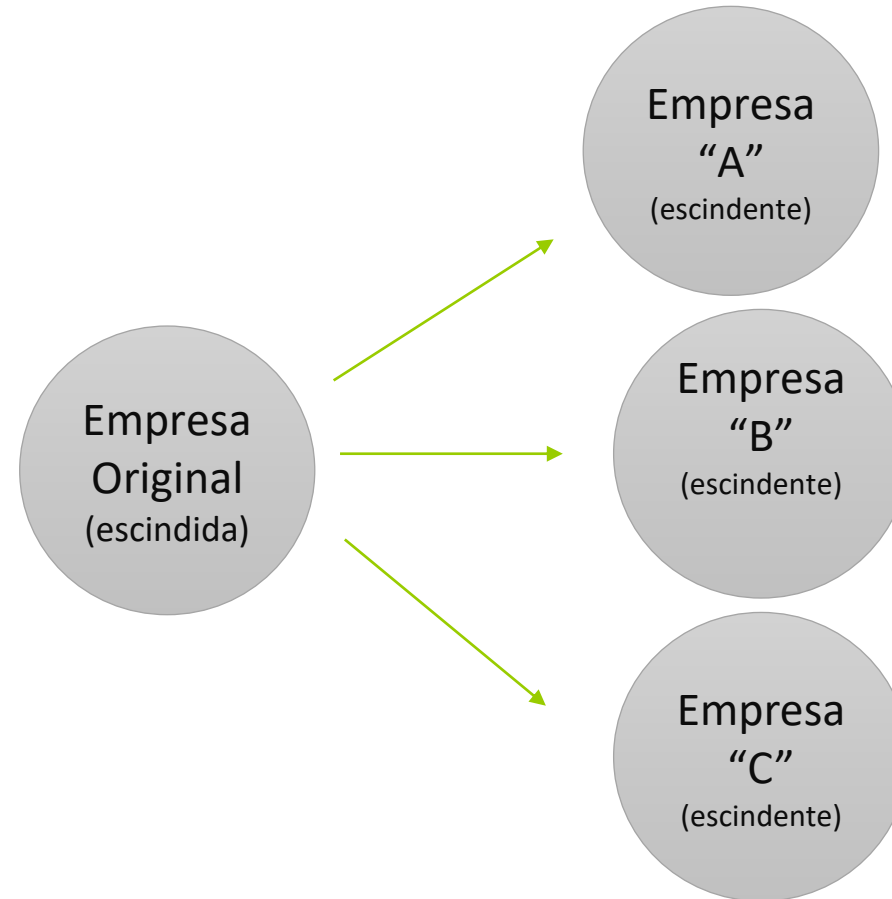 Empresa
“A”
(escindente)
Empresa
Original
(escindida)
Empresa
“B”
(escindente)
Empresa
“C”
(escindente)